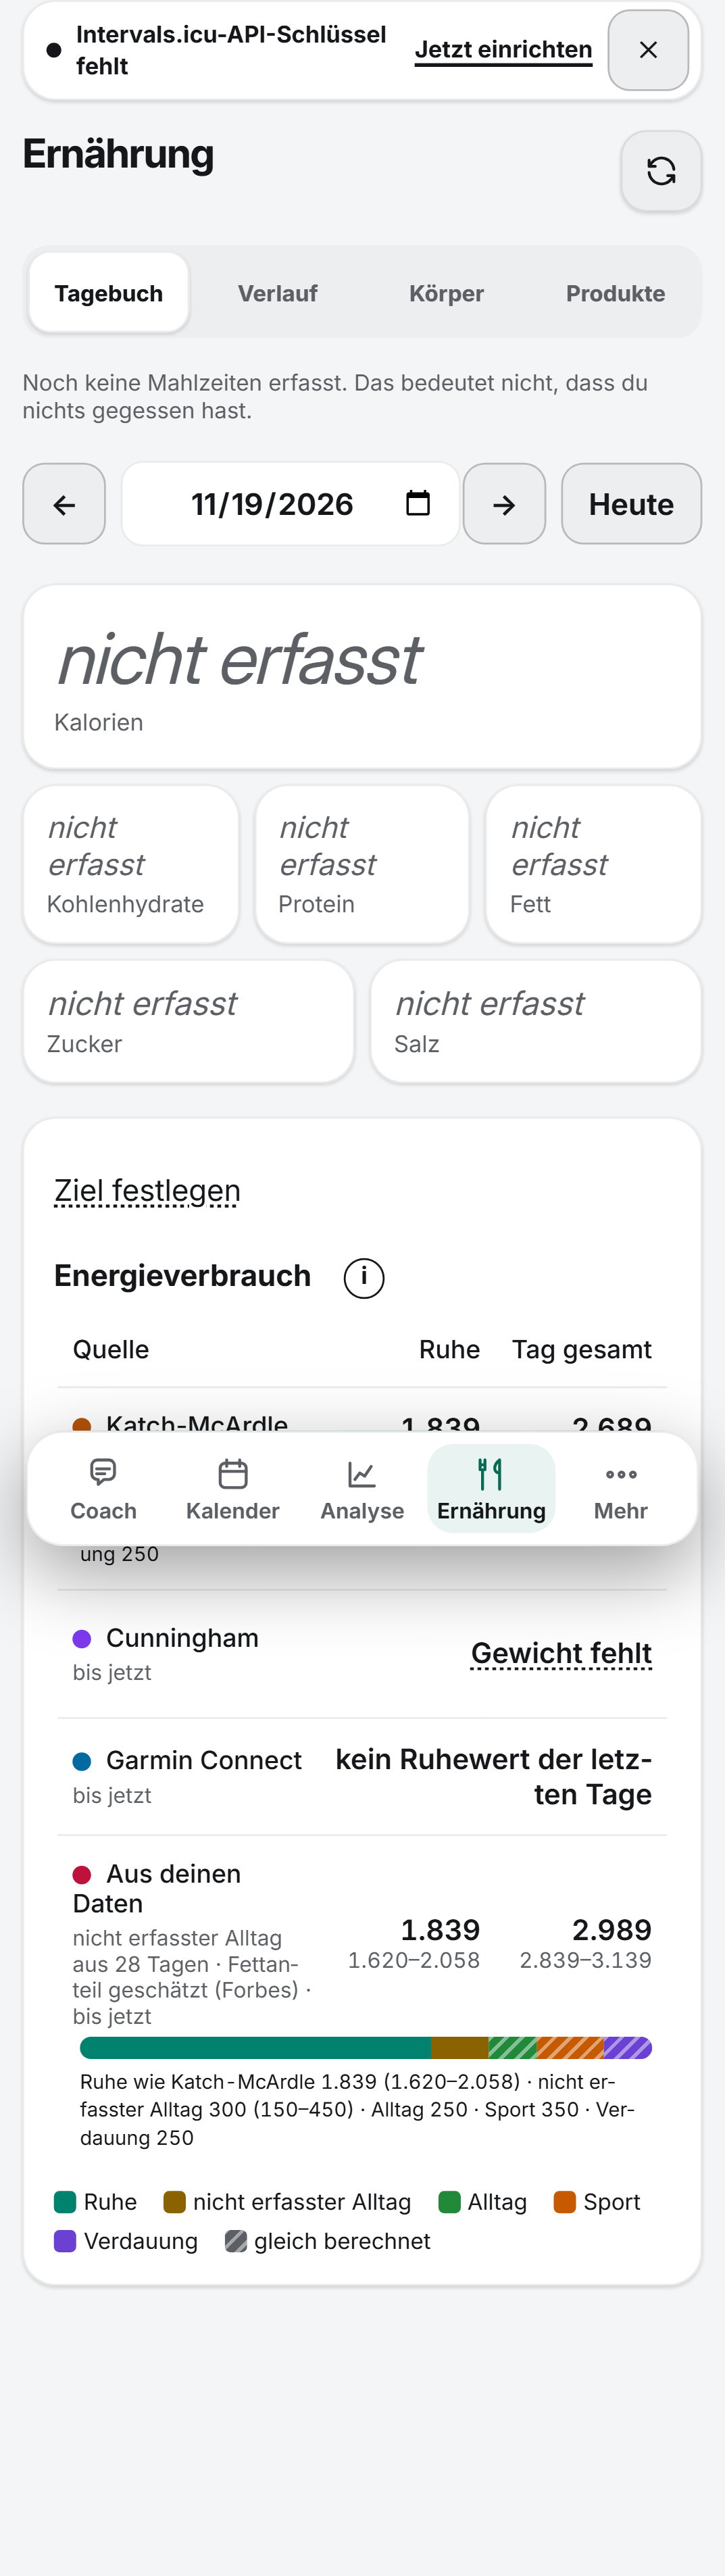 Intervals.icu-API-Schlüssel
fehlt
Jetzt einrichten
Ernährung
Tagebuch
Verlauf
Körper
Produkte
Noch keine Mahlzeiten erfasst. Das bedeutet nicht, dass du
nichts gegessen hast.
11/19/2026
Heute
nicht erfasst
Kalorien
nicht
erfasst
Kohlenhydrate
nicht
erfasst
Protein
nicht
erfasst
Fett
nicht erfasst
Zucker
nicht erfasst
Salz
Ziel festlegen
Energieverbrauch
i
Quelle Ruhe Tag gesamt
Katch-McArdle 1.839 2.689
Coach
Kalender
Analyse
Ernährung
Mehr
ung 250
Cunningham
bis jetzt
Gewicht fehlt
Garmin Connect
bis jetzt
kein Ruhewert der letz-
ten Tage
Aus deinen
Daten
nicht erfasster Alltag
aus 28 Tagen · Fettan-
teil geschätzt (Forbes) ·
bis jetzt
1.839
1.620–2.058
2.989
2.839–3.139
Ruhe wie Katch-McArdle 1.839 (1.620–2.058) · nicht er-
fasster Alltag 300 (150–450) · Alltag 250 · Sport 350 · Ver-
dauung 250
Ruhe nicht erfasster Alltag Alltag Sport
Verdauung gleich berechnet